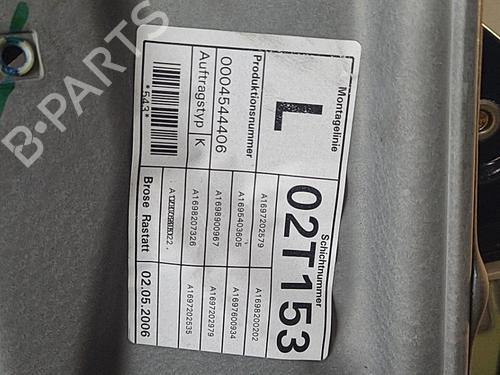 B-PARTS
Montagelinie
L
Produktionsnummer
0004544406
Auftragstyp K
*543*
Schichtnummer
02T153
A1697202579
A1698200202
A1695403605
A1697600934
A1698900967
A1697202979
A1698207326
A1697202535
Brose Rastatt 02.05.2006